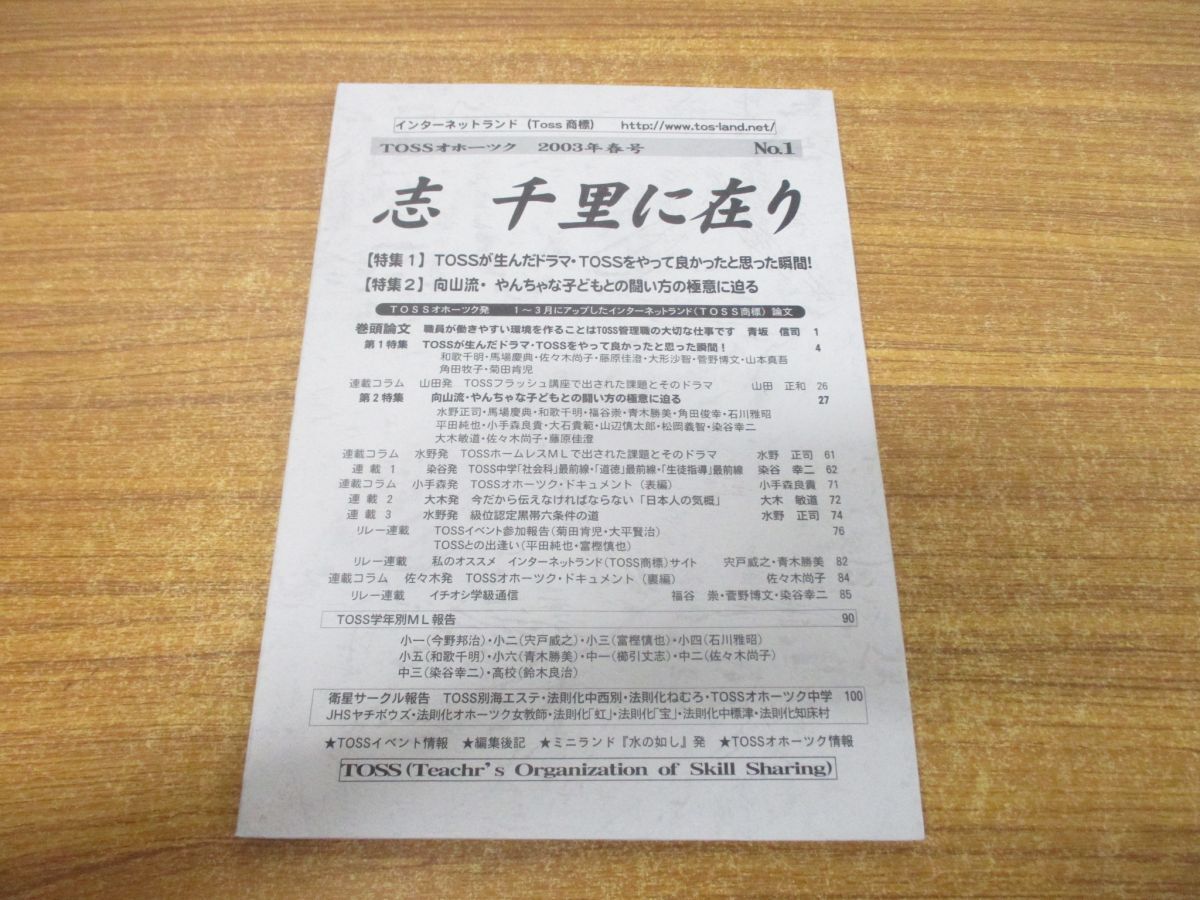 インターネットランド（Toss商標）　http://www.tos-land.net/
TOSSオホーツク　2003年春号　No.1
志　千里に在り
【特集１】TOSSが生んだドラマ・TOSSをやって良かったと思った瞬間！
【特集２】向山流・やんちゃな子どもとの闘い方の極意に迫る
TOSSオホーツク発　１〜３月にアップしたインターネットランド（TOSS商標）論文
巻頭論文　職員が働きやすい環境を作ることはTOSS管理職の大切な仕事です　青坂　信司　1
第１特集　TOSSが生んだドラマ・TOSSをやって良かったと思った瞬間！　4
和歌千明・馬場慶典・佐々木尚子・藤原佳澄・大形沙智・菅野博文・山本真吾
角田牧子・菊田肯児
連載コラム　山田発　TOSSフラッシュ講座で出された課題とそのドラマ　山田　正和　26
第２特集　向山流・やんちゃな子どもとの闘い方の極意に迫る　27
水野正司・馬場慶典・和歌千明・福谷崇・青木勝美・角田俊幸・石川雅昭
平田純也・小手森良貴・大石貴範・山辺慎太郎・松岡義智・染谷幸二
大木敏道・佐々木尚子・藤原佳澄
連載コラム　水野発　TOSSホームレスMLで出された課題とそのドラマ　水野　正司　61
連　載　１　染谷発　TOSS中学「社会科」最前線・「道徳」最前線・「生徒指導」最前線　染谷　幸二　62
連載コラム　小手森発　TOSSオホーツク・ドキュメント（表編）　小手森良貴　71
連　載　２　大木発　今だから伝えなければならない「日本人の気概」　大木　敏道　72
連　載　３　水野発　級位認定黒帯六条件の道　水野　正司　74
リレー連載　TOSSイベント参加報告（菊田肯児・大平賢治）　76
TOSSとの出逢い（平田純也・富樫慎也）
リレー連載　私のオススメ　インターネットランド（TOSS商標）サイト　宍戸威之・青木勝美　82
連載コラム　佐々木発　TOSSオホーツク・ドキュメント（裏編）　佐々木尚子　84
リレー連載　イチオシ学級通信　福谷　崇・菅野博文・染谷幸二　85
TOSS学年別ＭＬ報告　90
小一（今野邦治）・小二（宍戸威之）・小三（富樫慎也）・小四（石川雅昭）
小五（和歌千明）・小六（青木勝美）・中一（櫛引丈志）・中二（佐々木尚子）
中三（染谷幸二）・高校（鈴木良治）
衛星サークル報告　TOSS別海エステ・法則化中西別・法則化ねむろ・TOSSオホーツク中学　100
JHSヤチボウズ・法則化オホーツク女教師・法則化「虹」・法則化「宝」・法則化中標津・法則化知床村
★TOSSイベント情報　★編集後記　★ミニランド『水の如し』発　★TOSSオホーツク情報
TOSS（Teachr's Organization of Skill Sharing）